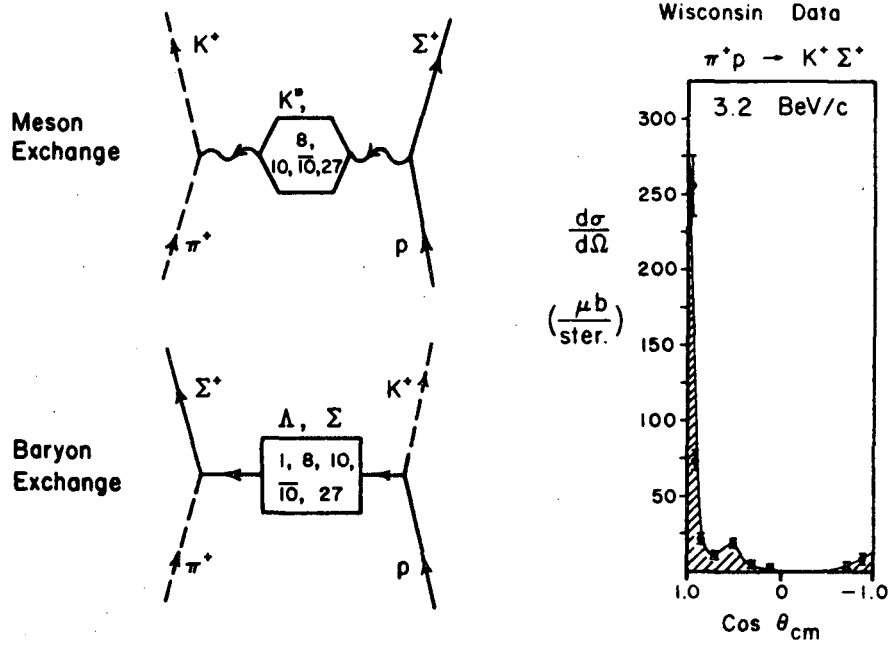 K⁺
Σ⁺
Meson
Exchange
K*,
8,
10, 1̅0̅, 27
π⁺
p
Σ⁺
K⁺
Baryon
Exchange
Λ, Σ
1, 8, 10,
1̅0̅, 27
π⁺
p
Wisconsin Data
π⁺p → K⁺ Σ⁺
3.2 BeV/c
dσ
dΩ
(μb
ster.)
300
250
200
150
100
50
1.0 0 -1.0
Cos θcm